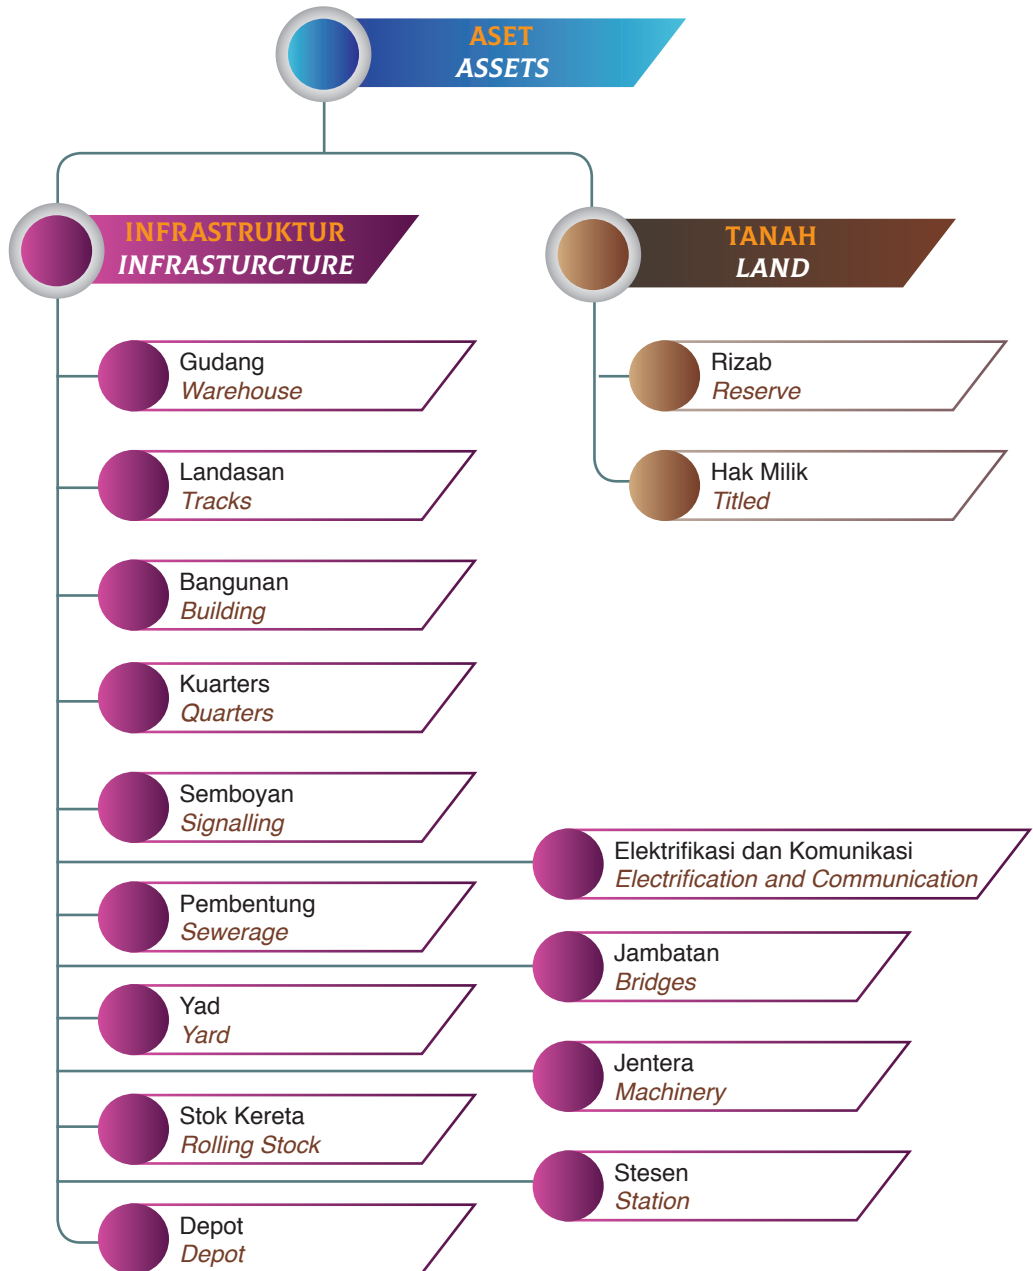 ASET
ASSETS
INFRASTRUKTUR
INFRASTURCTURE
TANAH
LAND
Gudang
Warehouse
Rizab
Reserve
Landasan
Tracks
Hak Milik
Titled
Bangunan
Building
Kuarters
Quarters
Semboyan
Signalling
Elektrifikasi dan Komunikasi
Electrification and Communication
Pembentung
Sewerage
Jambatan
Bridges
Yad
Yard
Jentera
Machinery
Stok Kereta
Rolling Stock
Stesen
Station
Depot
Depot